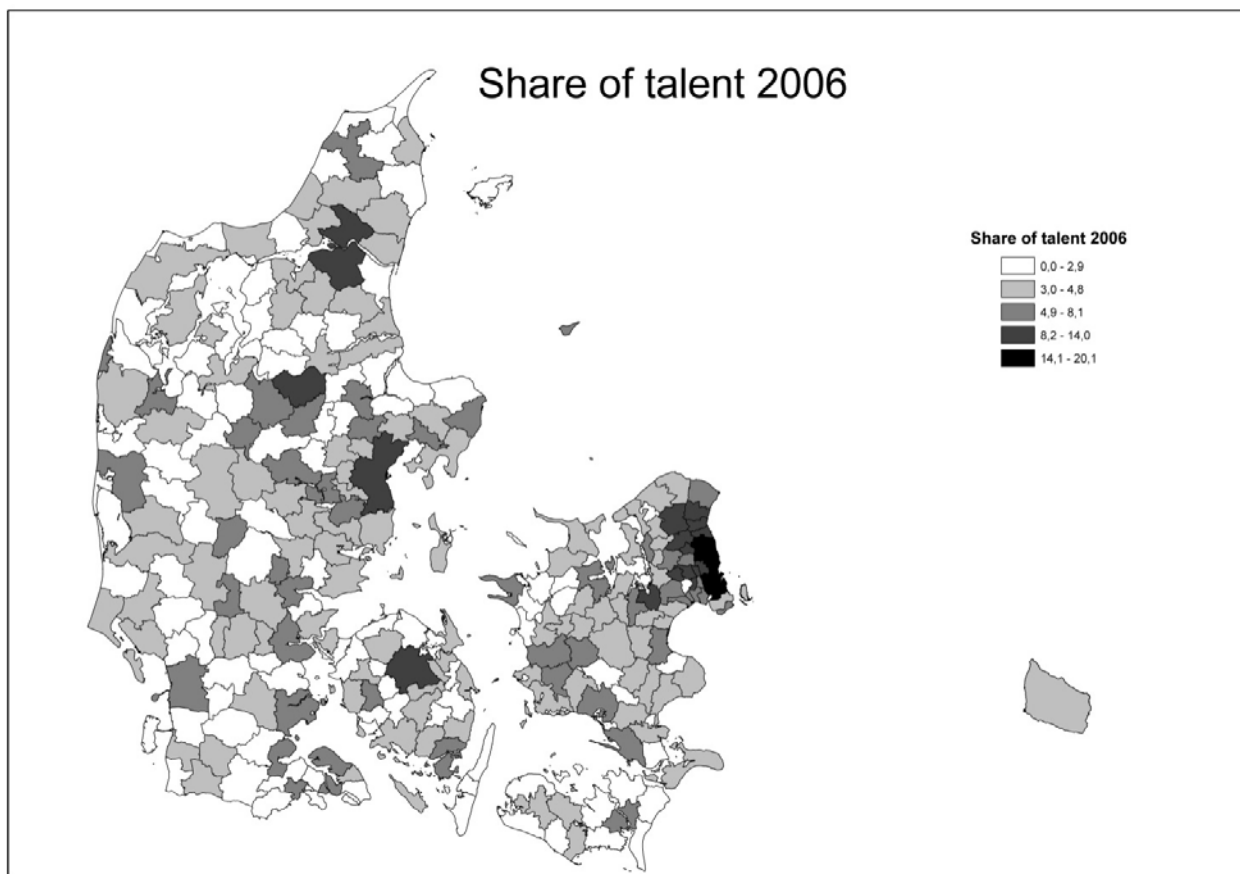 Share of talent 2006
Share of talent 2006
0,0 - 2,9
3,0 - 4,8
4,9 - 8,1
8,2 - 14,0
14,1 - 20,1